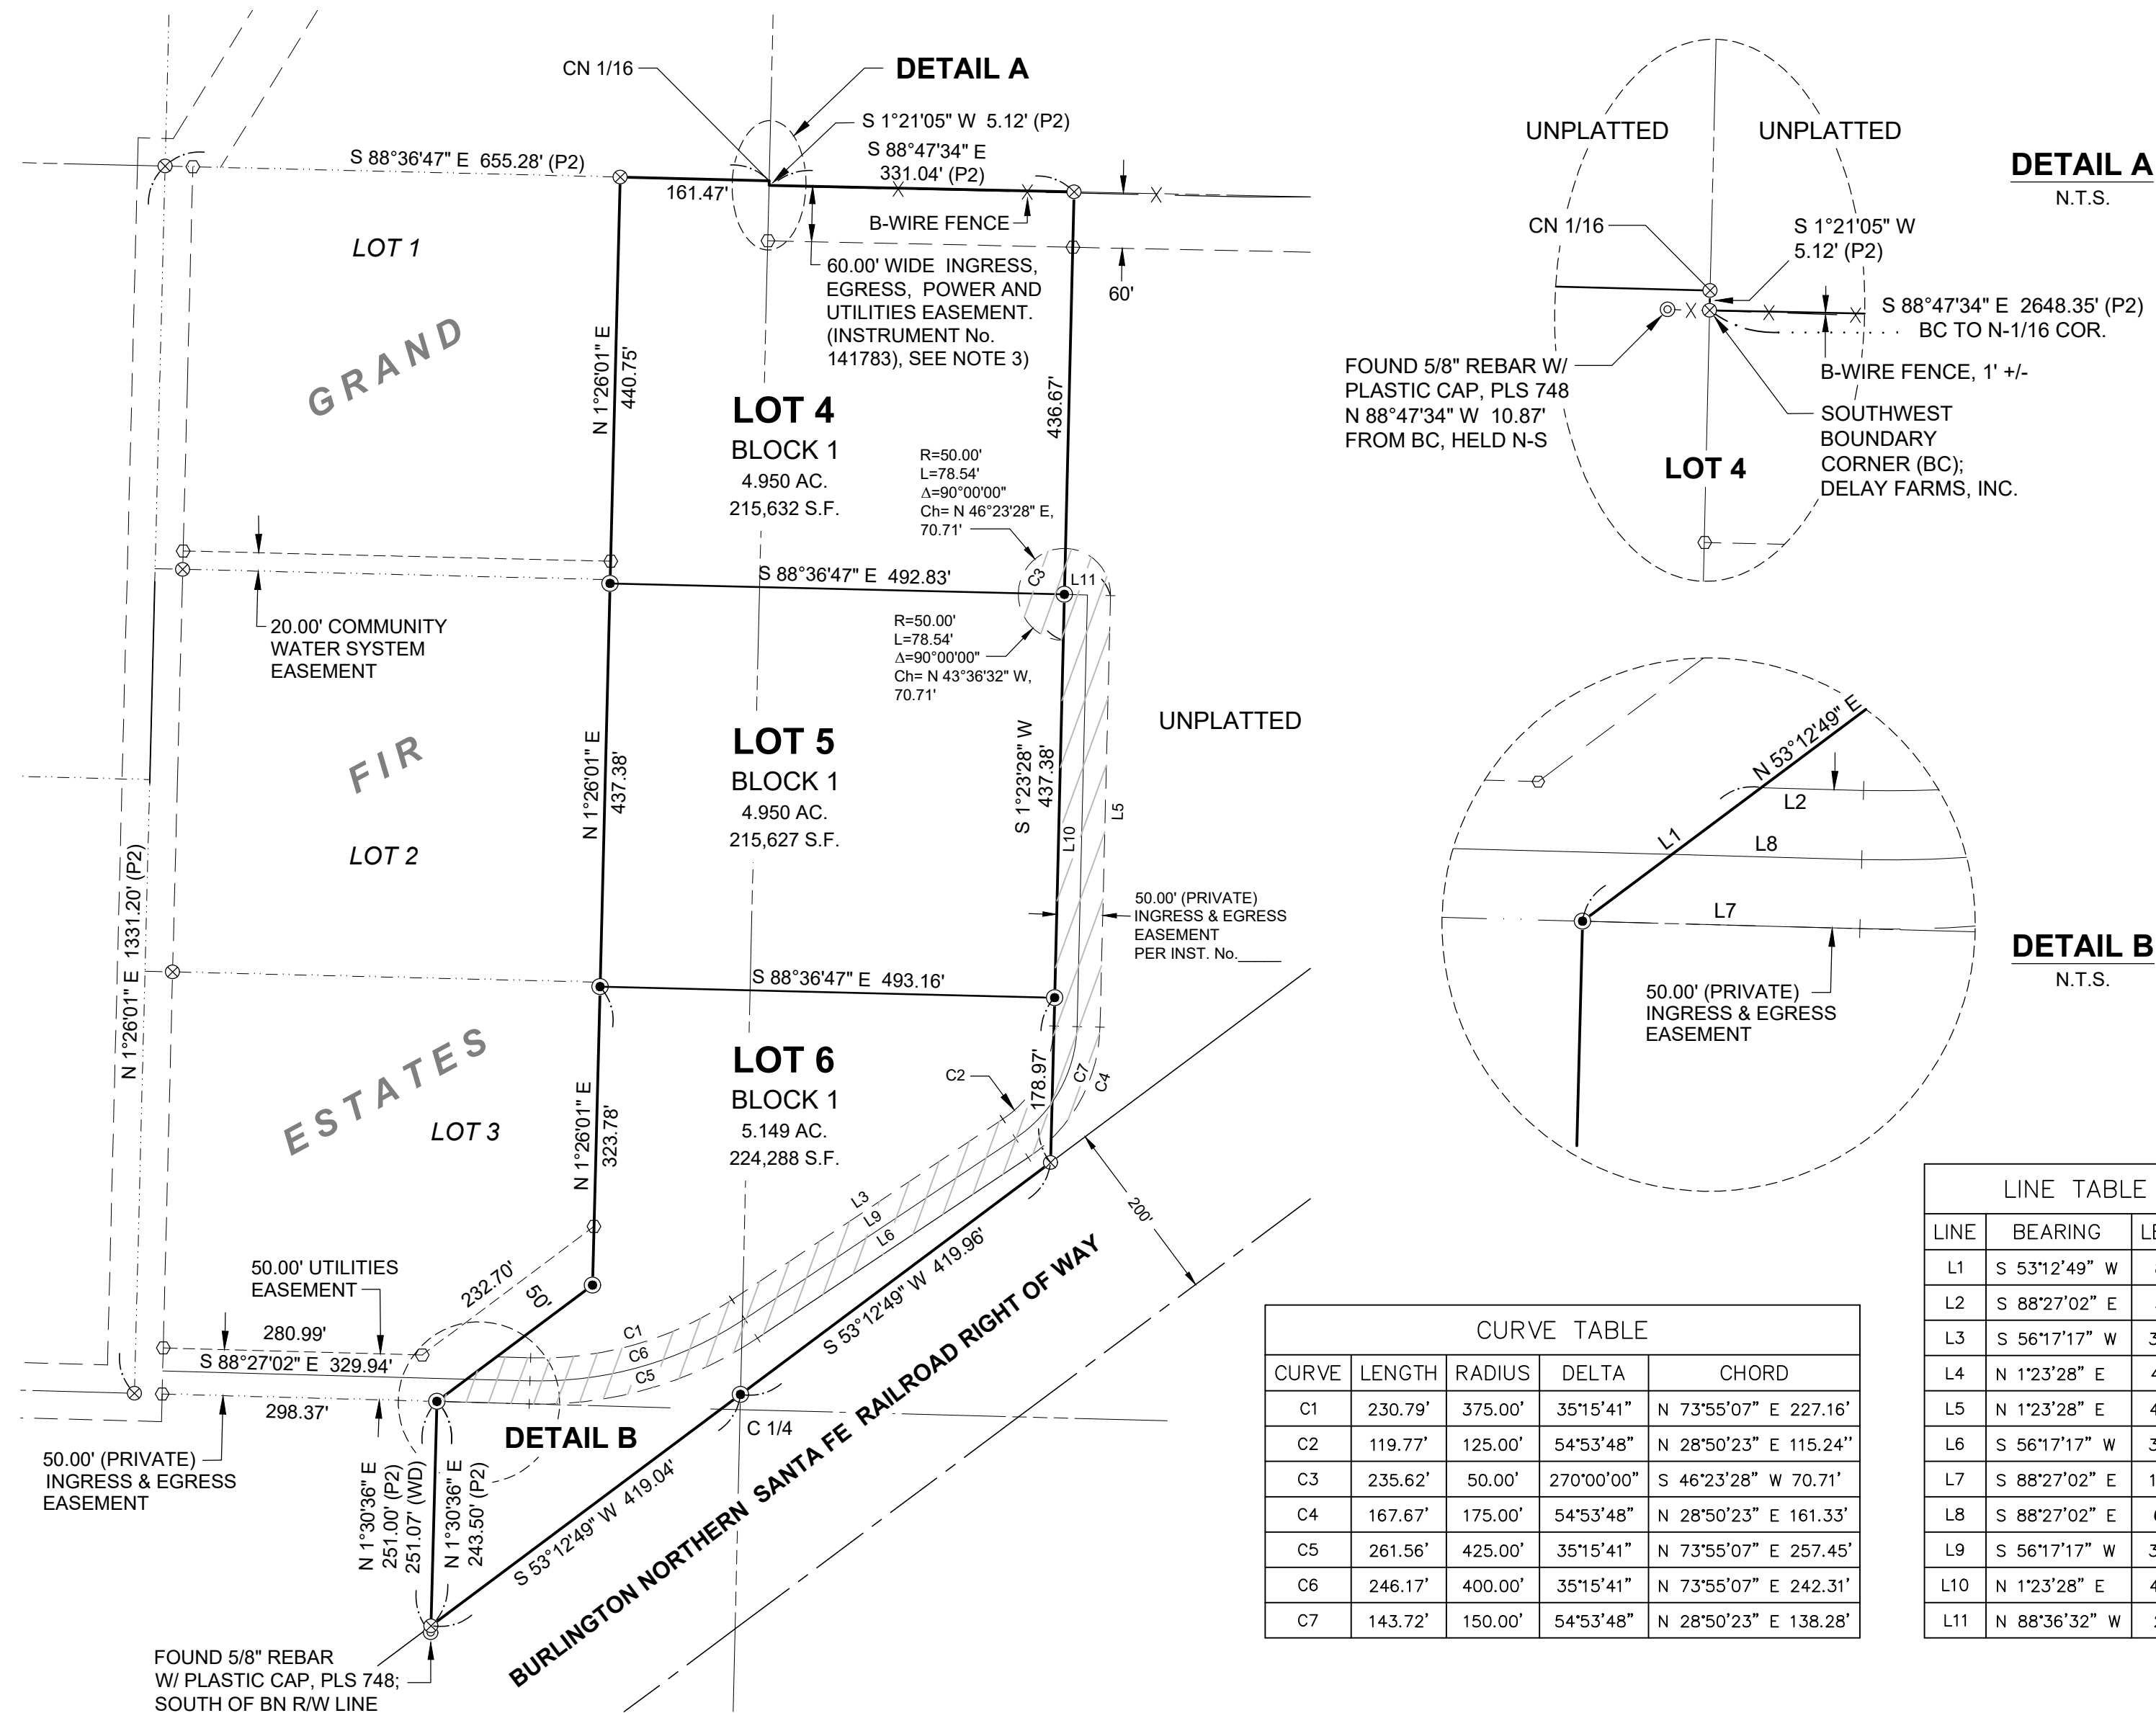 CN 1/16
DETAIL A
S 1°21'05" W 5.12' (P2)
S 88°36'47" E 655.28' (P2)
S 88°47'34" E
331.04' (P2)
161.47'
B-WIRE FENCE
LOT 1
60.00' WIDE INGRESS,
EGRESS, POWER AND
UTILITIES EASEMENT.
(INSTRUMENT No.
141783), SEE NOTE 3)
60'
GRAND
N 1°26'01" E
440.75'
LOT 4
BLOCK 1
4.950 AC.
215,632 S.F.
436.67'
R=50.00'
L=78.54'
Δ=90°00'00"
Ch= N 46°23'28" E,
70.71'
S 88°36'47" E 492.83'
C3
L11
20.00' COMMUNITY
WATER SYSTEM
EASEMENT
R=50.00'
L=78.54'
Δ=90°00'00"
Ch= N 43°36'32" W,
70.71'
FIR
LOT 2
N 1°26'01" E
437.38'
LOT 5
BLOCK 1
4.950 AC.
215,627 S.F.
S 1°23'28" W
437.38'
L10
L5
UNPLATTED
N 1°26'01" E 1331.20' (P2)
50.00' (PRIVATE)
INGRESS & EGRESS
EASEMENT
PER INST. No.____
S 88°36'47" E 493.16'
ESTATES
LOT 3
N 1°26'01" E
323.78'
LOT 6
BLOCK 1
5.149 AC.
224,288 S.F.
C2
178.97'
C7
C4
L3
L9
L6
200'
50.00' UTILITIES
EASEMENT
232.70'
50'
280.99'
S 88°27'02" E 329.94'
298.37'
C1
C6
C5
S 53°12'49" W 419.96'
50.00' (PRIVATE)
INGRESS & EGRESS
EASEMENT
DETAIL B
C 1/4
N 1°30'36" E
251.00' (P2)
251.07' (WD)
N 1°30'36" E
243.50' (P2)
S 53°12'49" W 419.04'
BURLINGTON NORTHERN SANTA FE RAILROAD RIGHT OF WAY
FOUND 5/8" REBAR
W/ PLASTIC CAP, PLS 748;
SOUTH OF BN R/W LINE
UNPLATTED
UNPLATTED
DETAIL A
N.T.S.
CN 1/16
S 1°21'05" W
5.12' (P2)
S 88°47'34" E 2648.35' (P2)
BC TO N-1/16 COR.
FOUND 5/8" REBAR W/
PLASTIC CAP, PLS 748
N 88°47'34" W 10.87'
FROM BC, HELD N-S
B-WIRE FENCE, 1' +/-
SOUTHWEST
BOUNDARY
CORNER (BC);
DELAY FARMS, INC.
LOT 4
N 53°12'49" E
L2
L1
L8
L7
50.00' (PRIVATE)
INGRESS & EGRESS
EASEMENT
DETAIL B
N.T.S.
CURVE TABLE
CURVE LENGTH RADIUS DELTA CHORD
C1 230.79' 375.00' 35°15'41" N 73°55'07" E 227.16'
C2 119.77' 125.00' 54°53'48" N 28°50'23" E 115.24''
C3 235.62' 50.00' 270°00'00" S 46°23'28" W 70.71'
C4 167.67' 175.00' 54°53'48" N 28°50'23" E 161.33'
C5 261.56' 425.00' 35°15'41" N 73°55'07" E 257.45'
C6 246.17' 400.00' 35°15'41" N 73°55'07" E 242.31'
C7 143.72' 150.00' 54°53'48" N 28°50'23" E 138.28'
LINE TABLE
LINE BEARING
L1 S 53°12'49" W
L2 S 88°27'02" E
L3 S 56°17'17" W
L4 N 1°23'28" E
L5 N 1°23'28" E
L6 S 56°17'17" W
L7 S 88°27'02" E
L8 S 88°27'02" E
L9 S 56°17'17" W
L10 N 1°23'28" E
L11 N 88°36'32" W